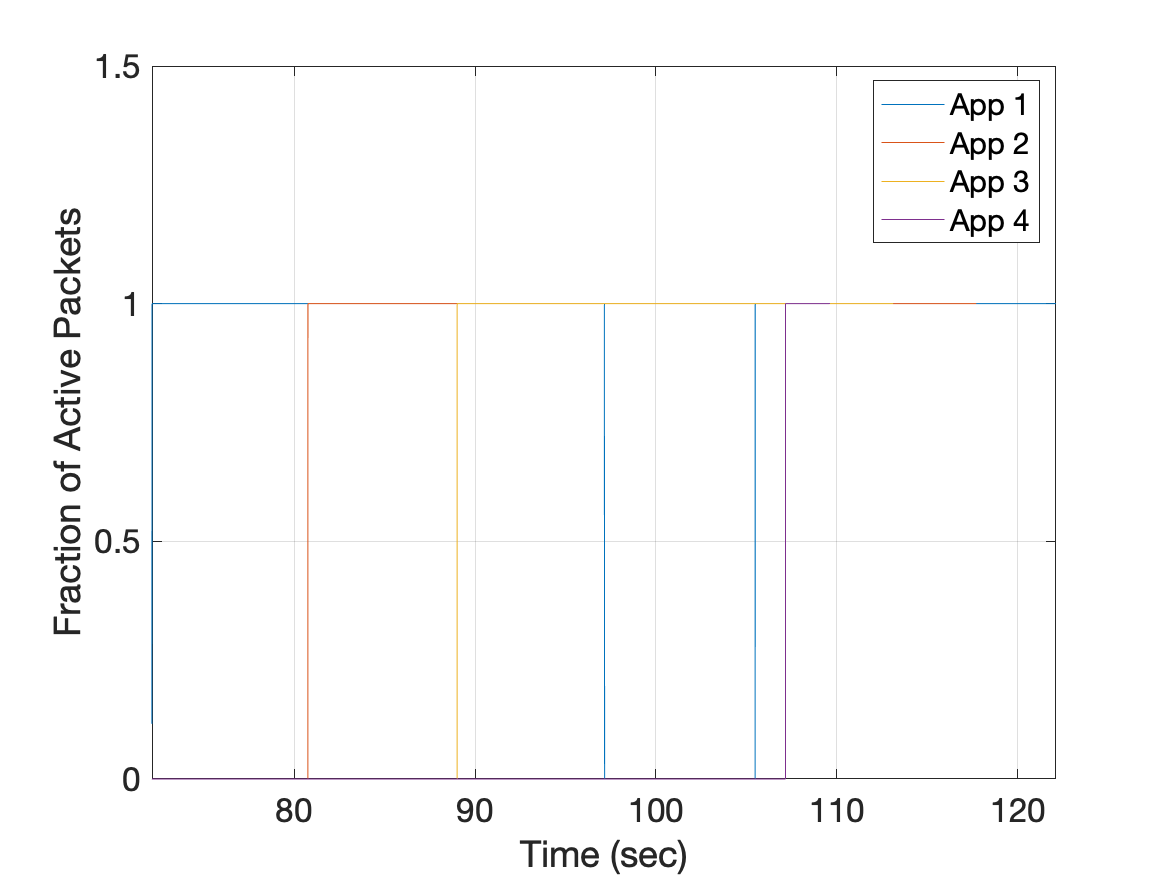 1.5
1
0.5
0
Fraction of Active Packets
App 1
App 2
App 3
App 4
80 90 100 110 120
Time (sec)